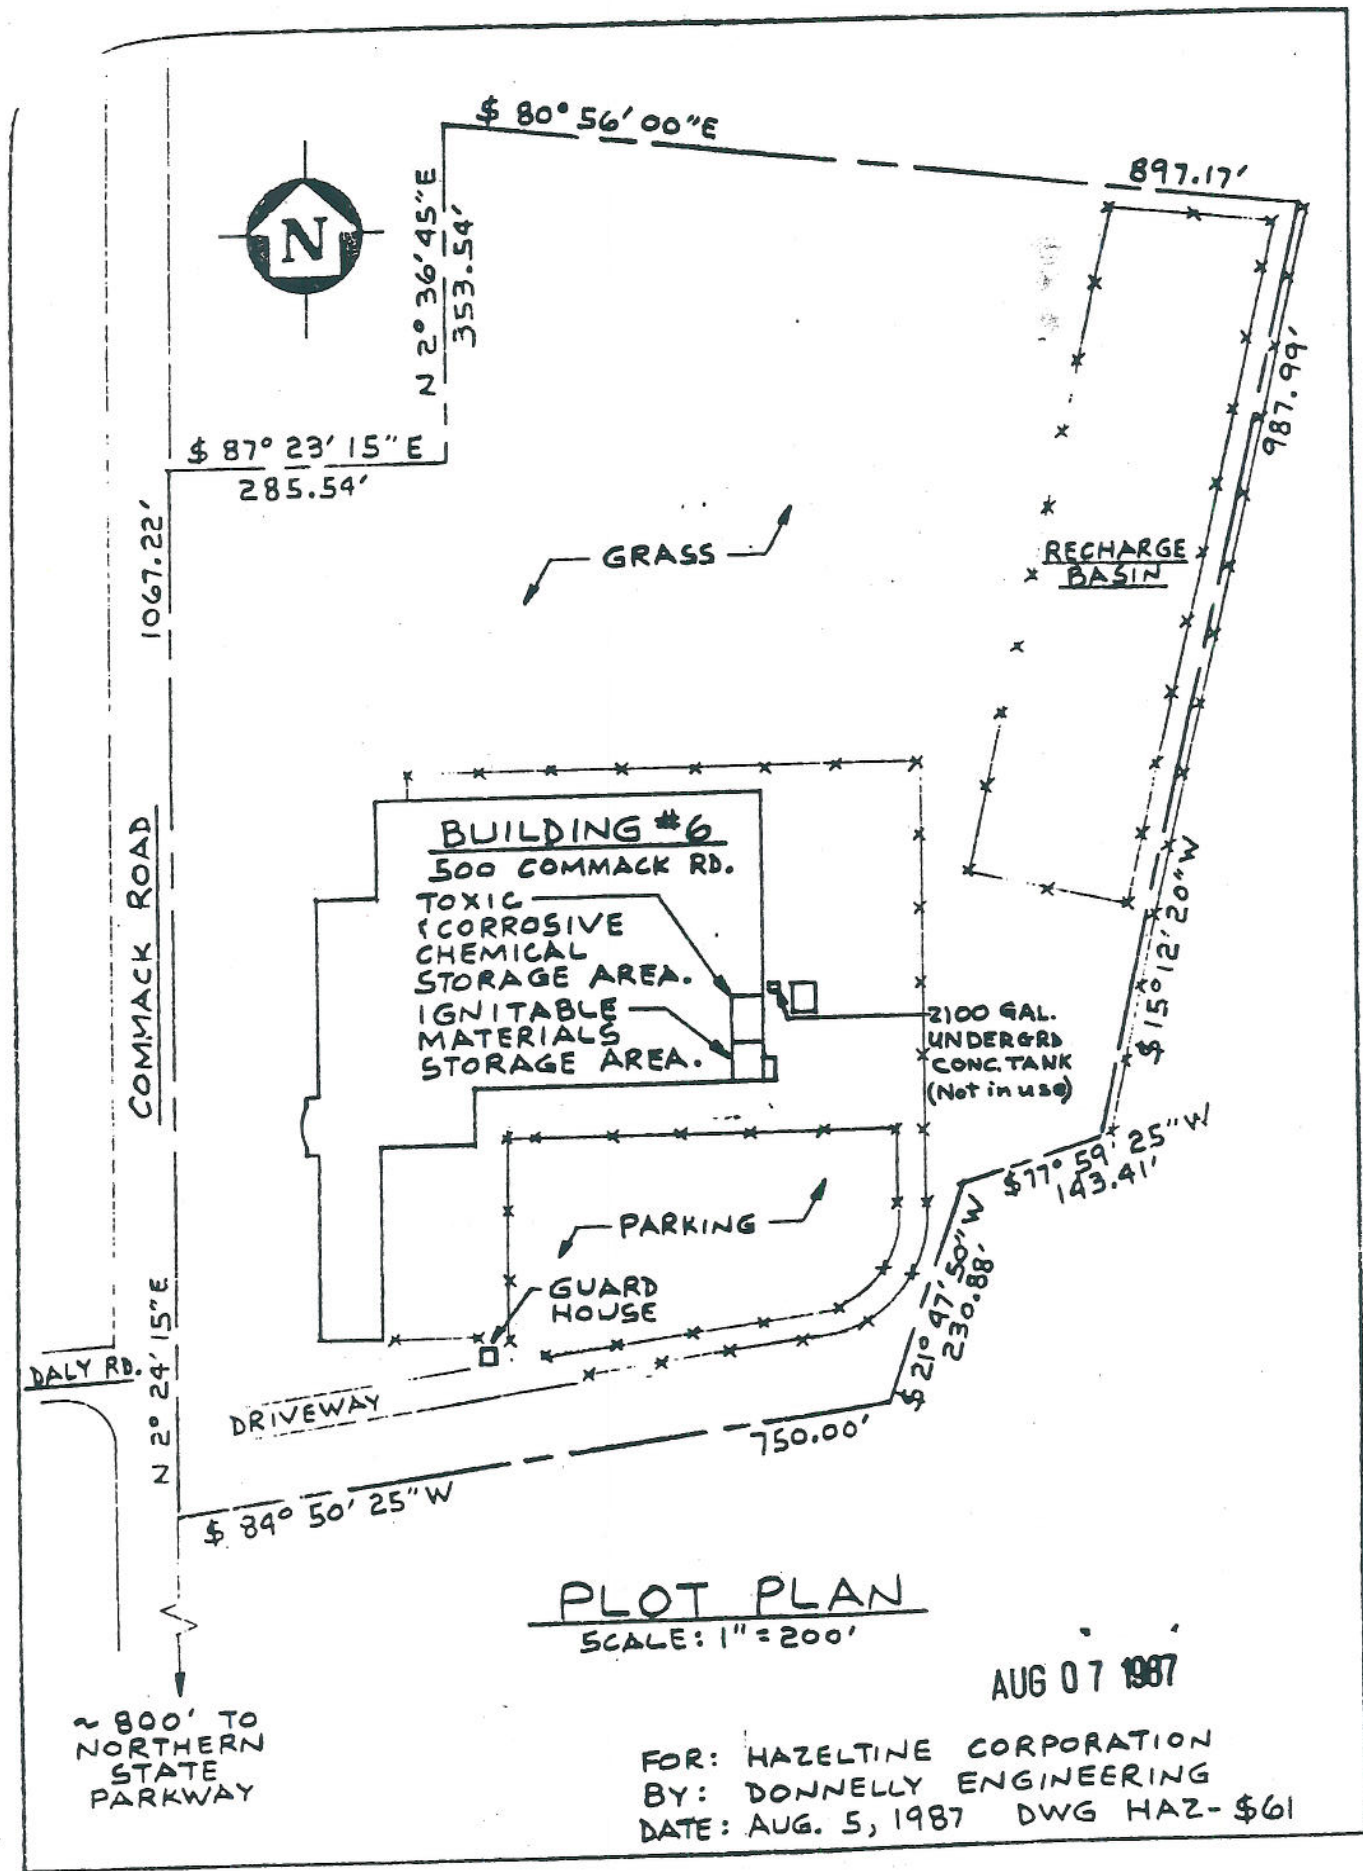 $ 80° 56' 00" E
897.17'
N
N 2° 36' 45" E
353.54'
987.99'
$ 87° 23' 15" E
285.54'
1067.22'
GRASS
RECHARGE
BASIN
COMMACK ROAD
BUILDING #6
500 COMMACK RD.
TOXIC
& CORROSIVE
CHEMICAL
STORAGE AREA.
IGNITABLE
MATERIALS
STORAGE AREA.
2100 GAL.
UNDERGRD
CONC. TANK
(Not in use)
$ 15° 12' 20" W
$ 77° 59' 25" W
143.41'
PARKING
$ 21° 47' 50" W
230.88'
GUARD
HOUSE
N 2° 24' 15" E
DALY RD.
DRIVEWAY
750.00'
$ 84° 50' 25" W
PLOT PLAN
SCALE: 1" = 200'
AUG 07 1987
~ 800' TO
NORTHERN
STATE
PARKWAY
FOR: HAZELTINE CORPORATION
BY: DONNELLY ENGINEERING
DATE: AUG. 5, 1987 DWG HAZ-$61